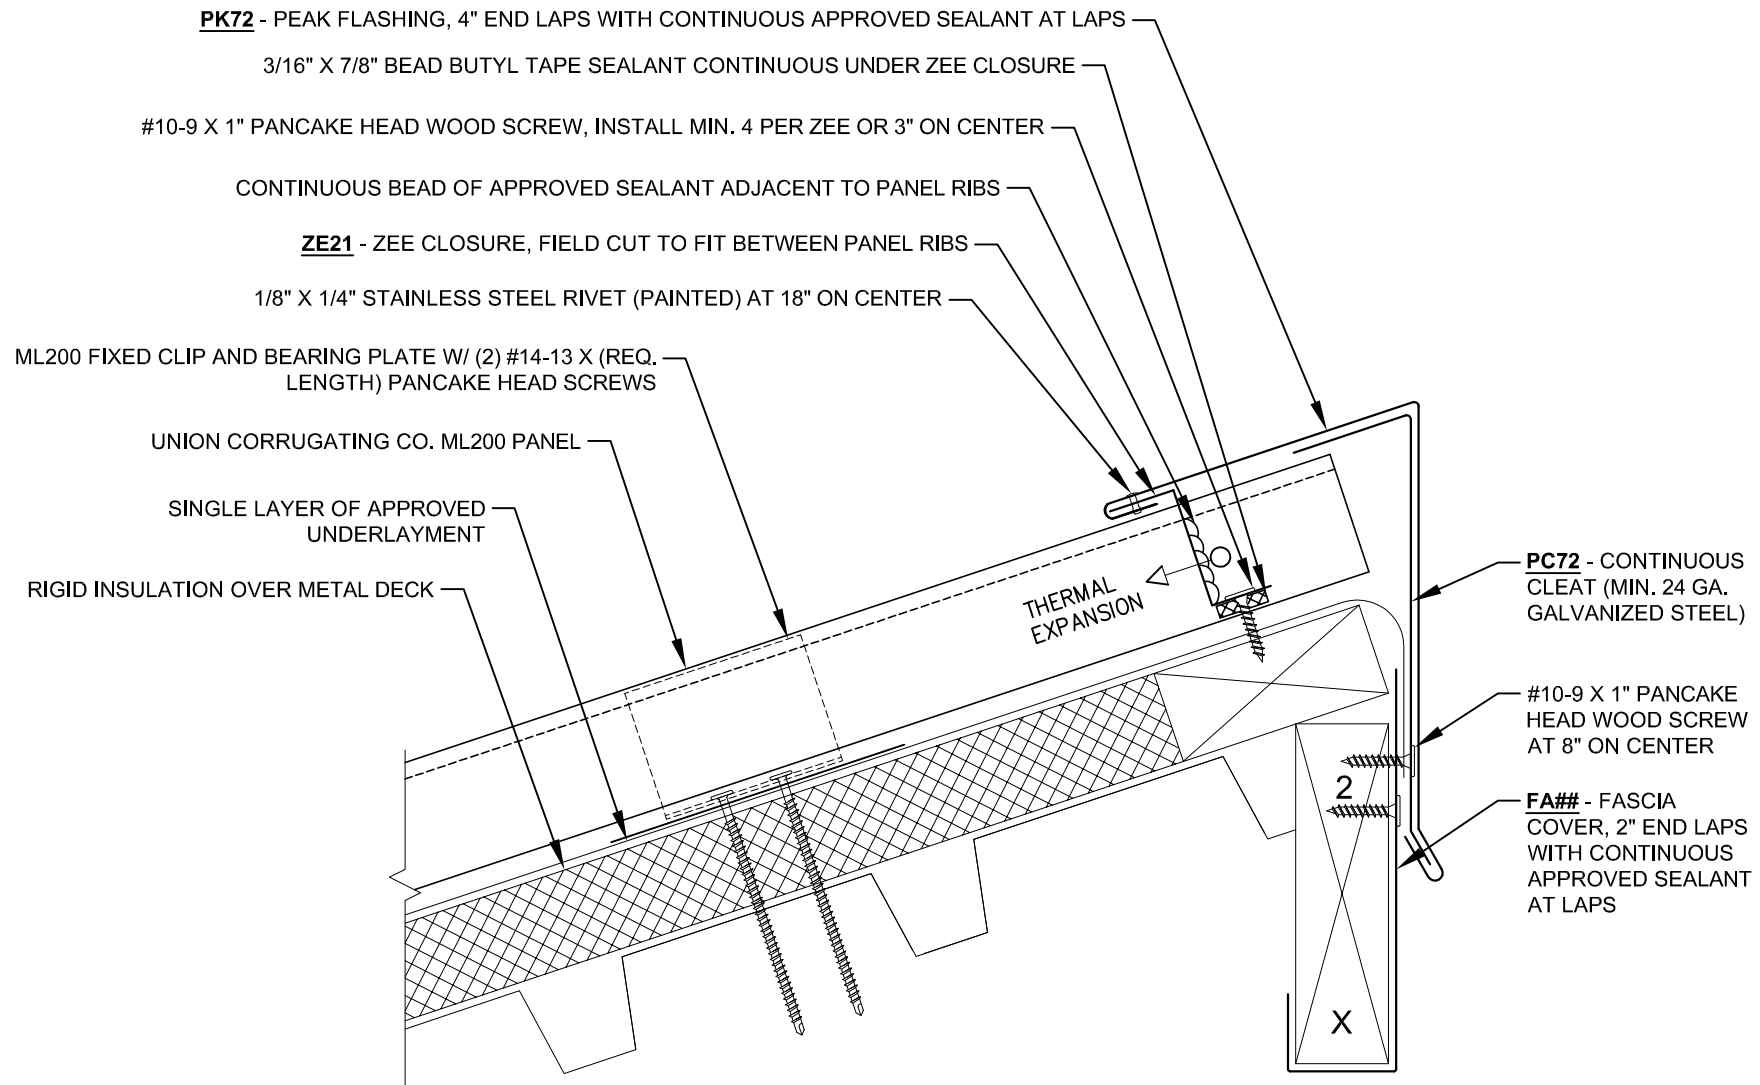 PK72 - PEAK FLASHING, 4" END LAPS WITH CONTINUOUS APPROVED SEALANT AT LAPS
3/16" X 7/8" BEAD BUTYL TAPE SEALANT CONTINUOUS UNDER ZEE CLOSURE
#10-9 X 1" PANCAKE HEAD WOOD SCREW, INSTALL MIN. 4 PER ZEE OR 3" ON CENTER
CONTINUOUS BEAD OF APPROVED SEALANT ADJACENT TO PANEL RIBS
ZE21 - ZEE CLOSURE, FIELD CUT TO FIT BETWEEN PANEL RIBS
1/8" X 1/4" STAINLESS STEEL RIVET (PAINTED) AT 18" ON CENTER
ML200 FIXED CLIP AND BEARING PLATE W/ (2) #14-13 X (REQ.
LENGTH) PANCAKE HEAD SCREWS
UNION CORRUGATING CO. ML200 PANEL
SINGLE LAYER OF APPROVED
UNDERLAYMENT
RIGID INSULATION OVER METAL DECK
THERMAL
EXPANSION
PC72 - CONTINUOUS
CLEAT (MIN. 24 GA.
GALVANIZED STEEL)
#10-9 X 1" PANCAKE
HEAD WOOD SCREW
AT 8" ON CENTER
FA## - FASCIA
COVER, 2" END LAPS
WITH CONTINUOUS
APPROVED SEALANT
AT LAPS
2
X